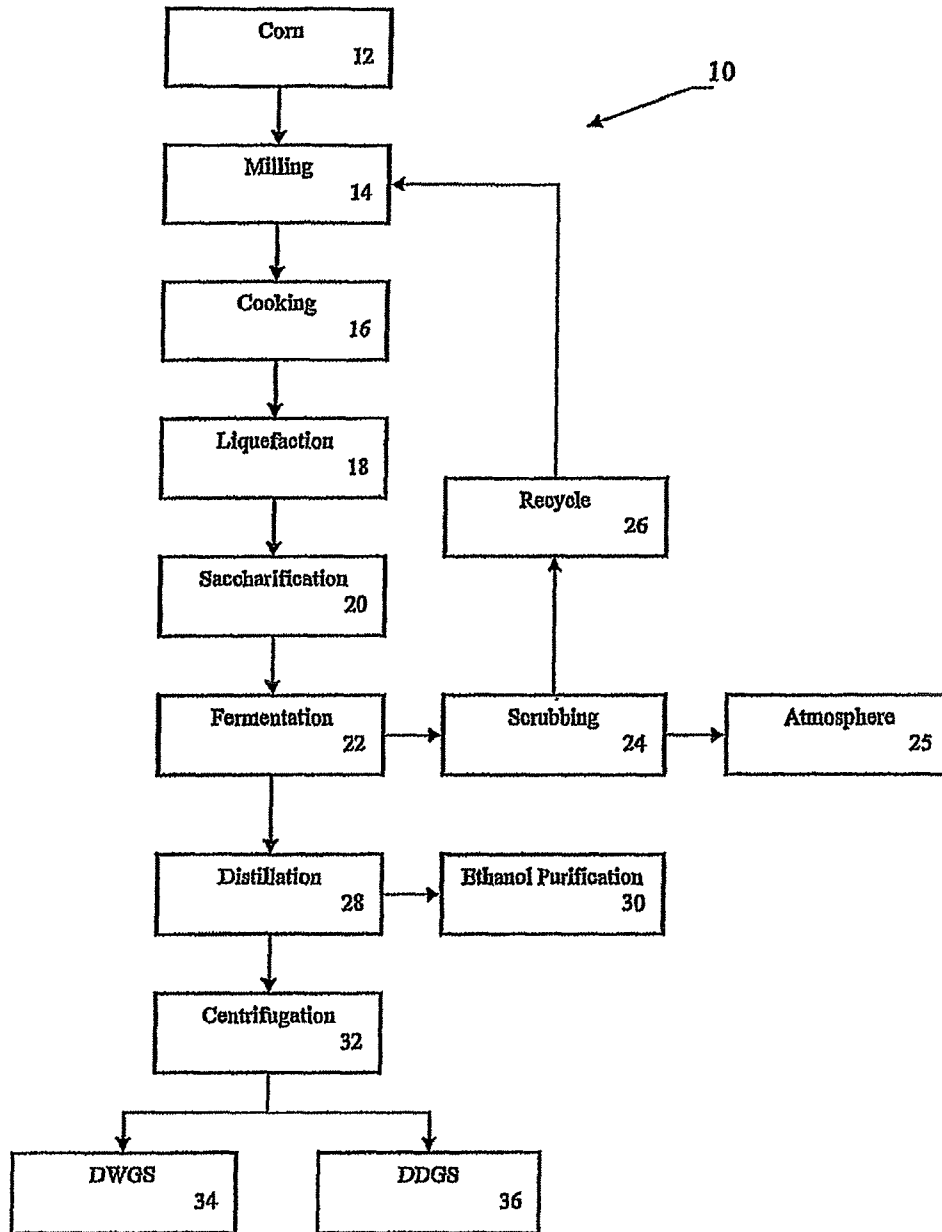 Corn
12
10
Milling
14
Cooking
16
Liquefaction
18
Recycle
26
Saccharification
20
Fermentation
22
Scrubbing
24
Atmosphere
25
Distillation
28
Ethanol Purification
30
Centrifugation
32
DWGS
34
DDGS
36